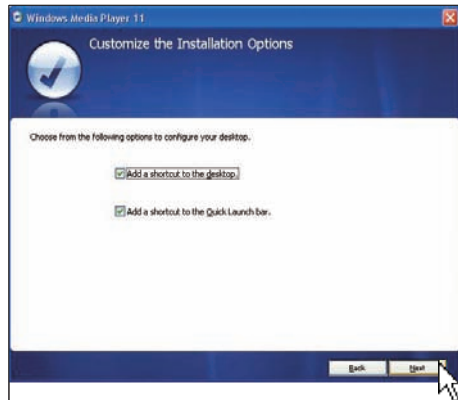 Windows Media Player 11
Customize the Installation Options
Choose from the following options to configure your desktop.
Add a shortcut to the desktop.
Add a shortcut to the Quick Launch bar.
Back Next